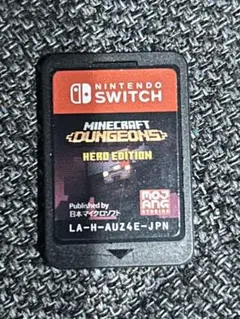 NINTENDO
SWITCH
MINECRAFT
DUNGEONS
HERO EDITION
Published by
日本マイクロソフト
MOJANG
STUDIOS
LA-H-AUZ4E-JPN